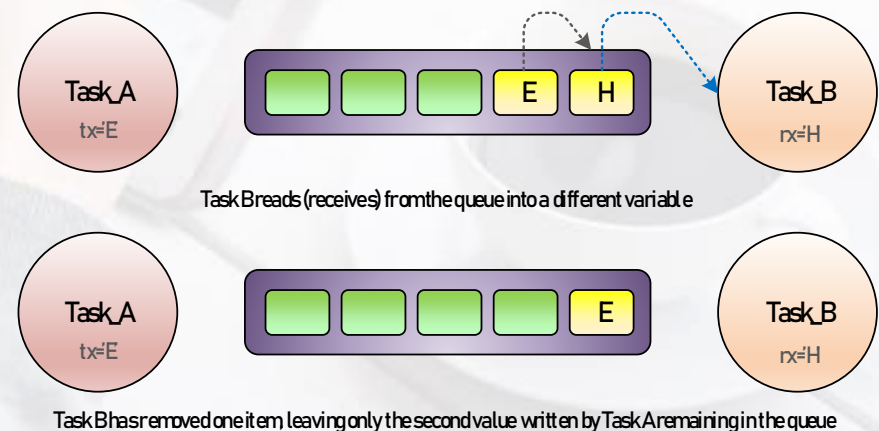 Task_A
tx='E'
E H
Task_B
rx='H
Task B reads (receives) from the queue into a different variable
Task_A
tx='E'
E
Task_B
rx='H
Task B has removed one item, leaving only the second value written by Task A remaining in the queue